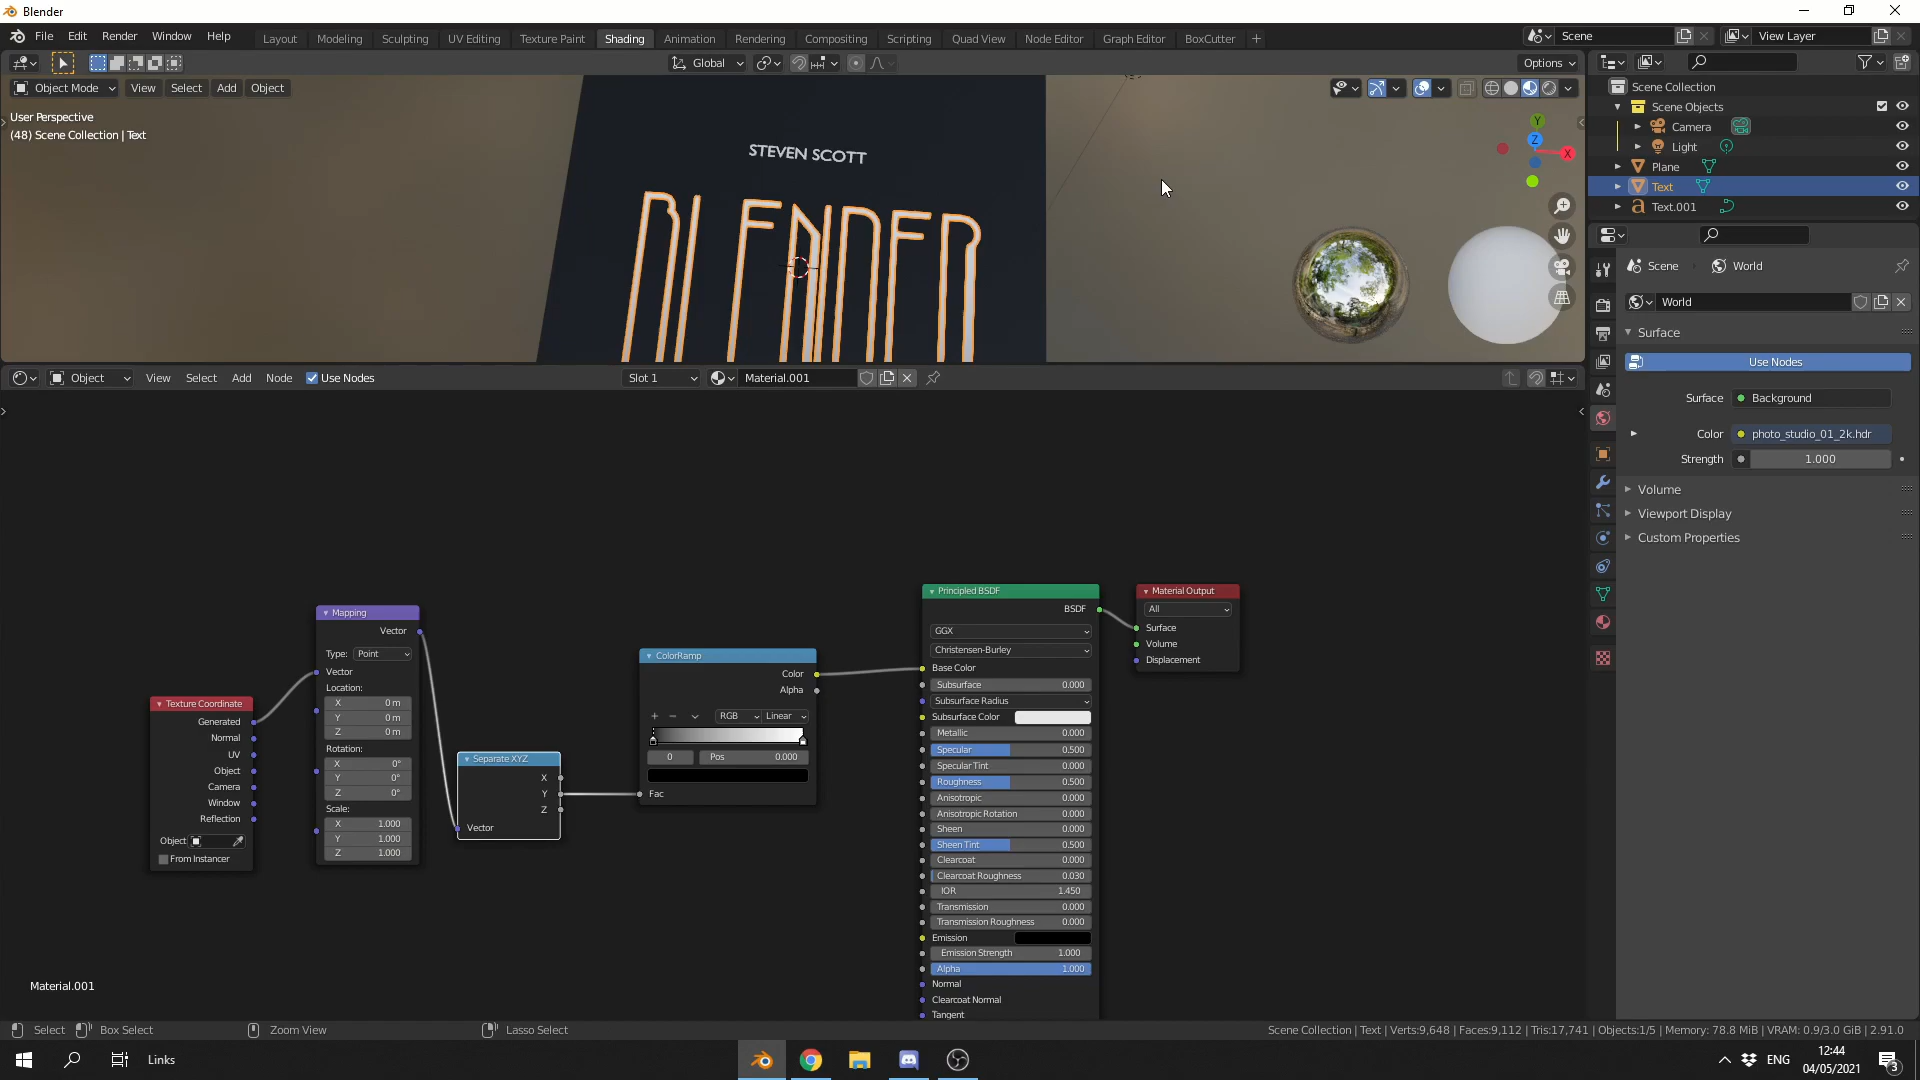 Blender
File Edit Render Window Help Layout Modeling Sculpting UV Editing Texture Paint Shading Animation Rendering Compositing Scripting Quad View Node Editor Graph Editor BoxCutter + Scene View Layer
Global Options
Object Mode View Select Add Object
User Perspective
(48) Scene Collection | Text
Y
Z
X
STEVEN SCOTT
Scene Collection
Scene Objects
Camera
Light
Plane
Text
Text.001
Scene World
World
Surface
Use Nodes
Surface Background
Color photo_studio_01_2k.hdr
Strength 1.000
Volume
Viewport Display
Custom Properties
Object View Select Add Node Use Nodes Slot 1 Material.001
Texture Coordinate
Generated
Normal
UV
Object
Camera
Window
Reflection
Object
From Instancer
Mapping
Vector
Type: Point
Vector
Location:
X 0 m
Y 0 m
Z 0 m
Rotation:
X 0°
Y 0°
Z 0°
Scale:
X 1.000
Y 1.000
Z 1.000
Separate XYZ
X
Y
Z
Vector
ColorRamp
Color
Alpha
+ − RGB Linear
0 Pos 0.000
Fac
Principled BSDF
BSDF
GGX
Christensen-Burley
Base Color
Subsurface 0.000
Subsurface Radius
Subsurface Color
Metallic 0.000
Specular 0.500
Specular Tint 0.000
Roughness 0.500
Anisotropic 0.000
Anisotropic Rotation 0.000
Sheen 0.000
Sheen Tint 0.500
Clearcoat 0.000
Clearcoat Roughness 0.030
IOR 1.450
Transmission 0.000
Transmission Roughness 0.000
Emission
Emission Strength 1.000
Alpha 1.000
Normal
Clearcoat Normal
Tangent
Material Output
All
Surface
Volume
Displacement
Material.001
Select Box Select Zoom View Lasso Select Scene Collection | Text | Verts:9,648 | Faces:9,112 | Tris:17,741 | Objects:1/5 | Memory: 78.8 MiB | VRAM: 0.9/3.0 GiB | 2.91.0
Links ENG 12:44
04/05/2021
3